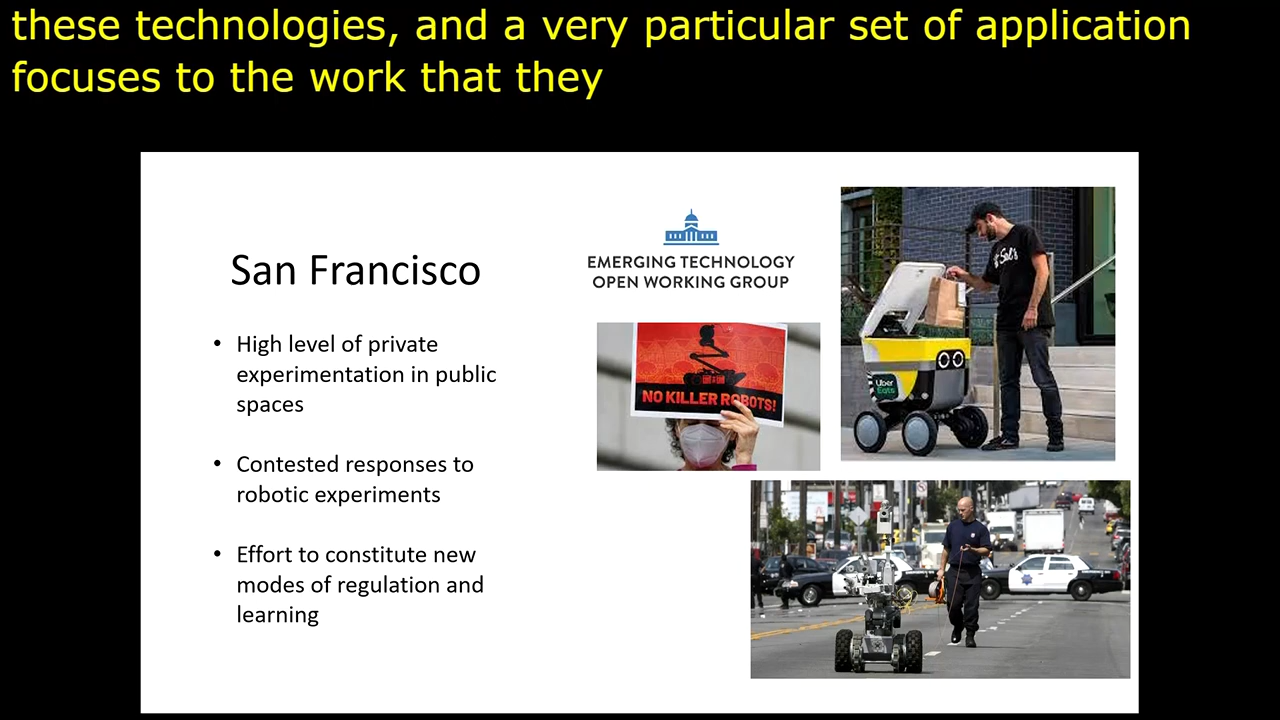 these technologies, and a very particular set of application
focuses to the work that they
San Francisco
• High level of private
experimentation in public
spaces
• Contested responses to
robotic experiments
• Effort to constitute new
modes of regulation and
learning
EMERGING TECHNOLOGY
OPEN WORKING GROUP
NO KILLER ROBOTS!
Uber
Eats